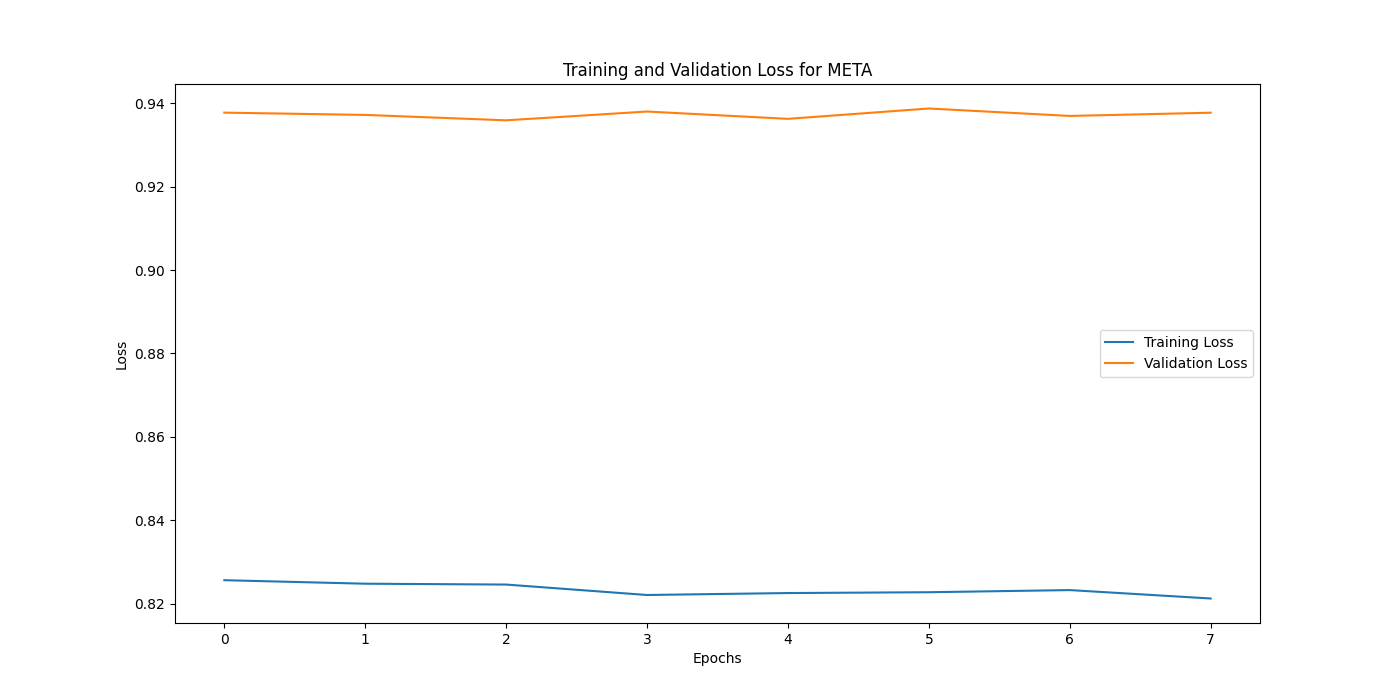 Training and Validation Loss for META
0.94
0.92
0.90
0.88
0.86
0.84
0.82
Loss
Training Loss
Validation Loss
0 1 2 3 4 5 6 7
Epochs